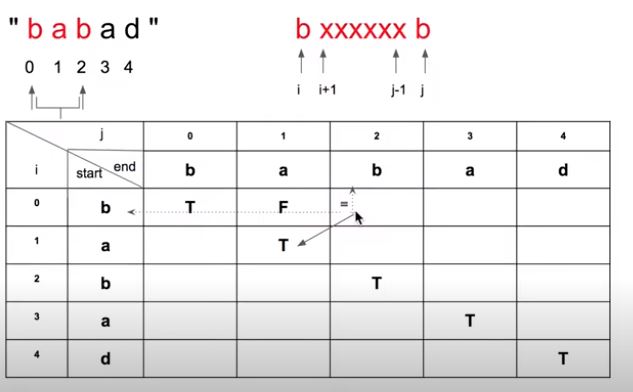 " b a b a d "
b xxxxxx b
0 1 2 3 4
i i+1 j-1 j
j 0 1 2 3 4
i start end b a b a d
0 b T F =
1 a T
2 b T
3 a T
4 d T